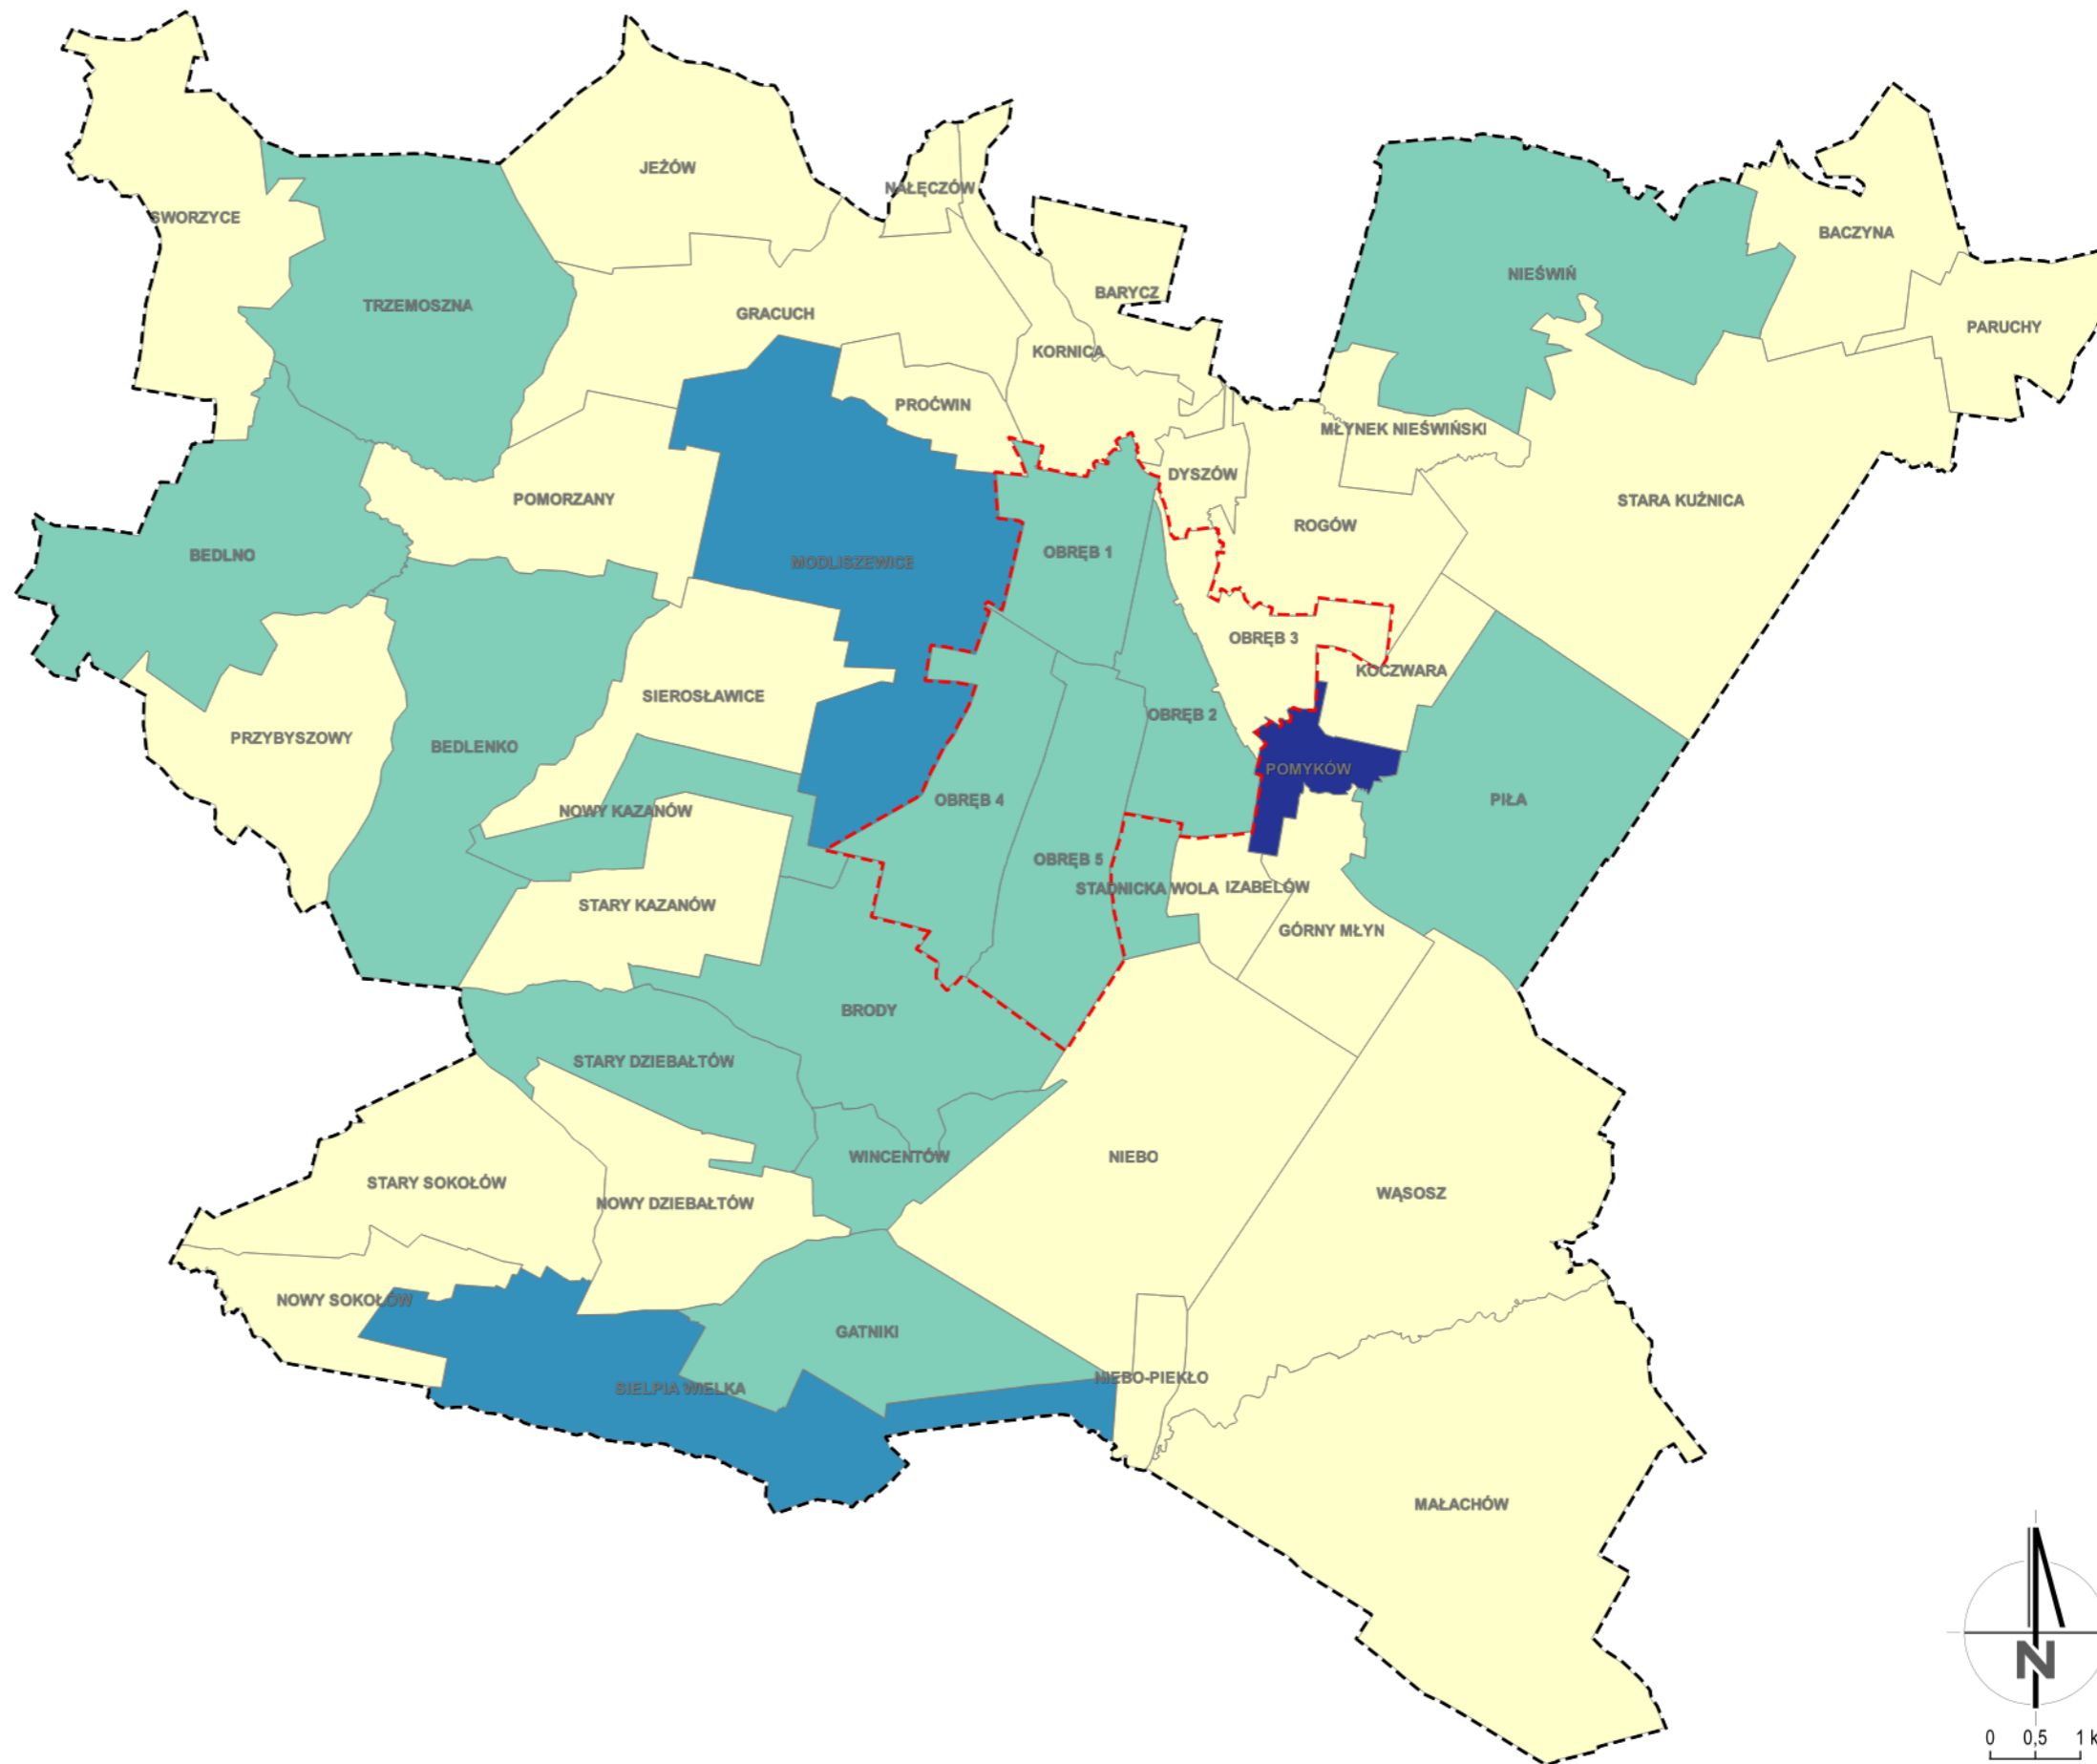 JEŻÓW
NAŁĘCZÓW
SWORZYCE
BACZYNA
NIEŚWIŃ
BARYCZ
TRZEMOSZNA
GRACUCH
PARUCHY
KORNICA
PROĆWIN
MŁYNEK NIEŚWIŃSKI
DYSZÓW
POMORZANY
STARA KUŹNICA
ROGÓW
BEDLNO
OBRĘB 1
MODLISZEWICE
OBRĘB 3
KOCZWARA
SIEROSŁAWICE
OBRĘB 2
PRZYBYSZOWY
BEDLENKO
POMYKÓW
OBRĘB 4
PIŁA
NOWY KAZANÓW
OBRĘB 5
STADNICKA WOLA
IZABELÓW
STARY KAZANÓW
GÓRNY MŁYN
BRODY
STARY DZIEBAŁTÓW
WINCENTÓW
NIEBO
STARY SOKOŁÓW
WĄSOSZ
NOWY DZIEBAŁTÓW
NOWY SOKOŁÓW
GATNIKI
NIEBO-PIEKŁO
SIELPIA WIELKA
MAŁACHÓW
N
0 0,5 1 k